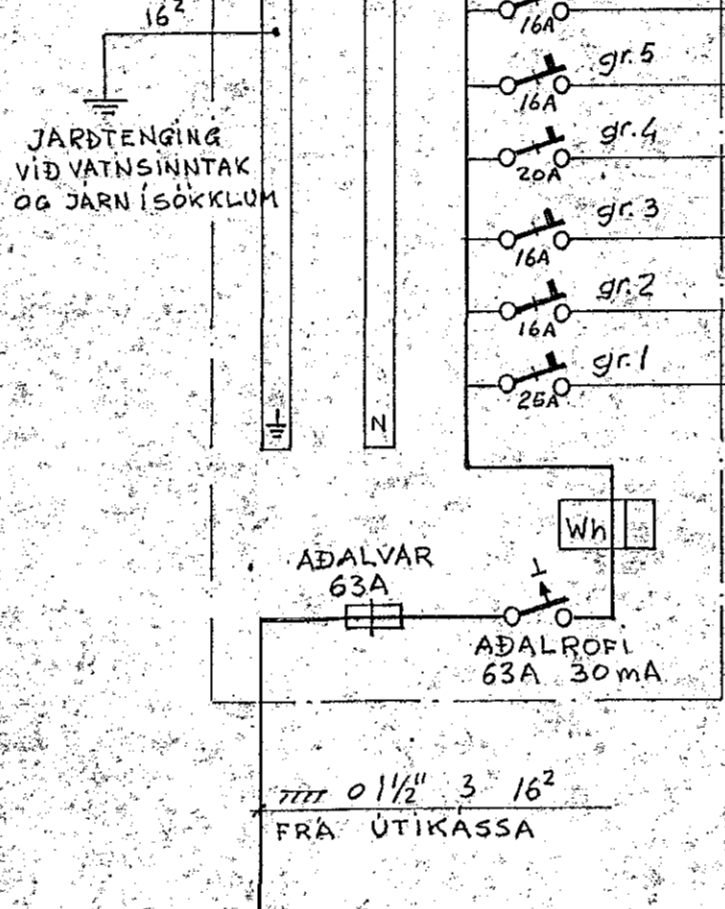 16²
JARÐTENGING
VIÐ VATNSINNTAK
OG JÁRN Í SÖKKLUM
16A
gr. 5
16A
gr. 4
20A
gr. 3
16A
gr. 2
16A
gr. 1
25A
N
Wh
AÐALVÁR
63A
AÐALROFI
63A 30mA
O 1½" 3 16²
FRÁ ÚTIKASSA